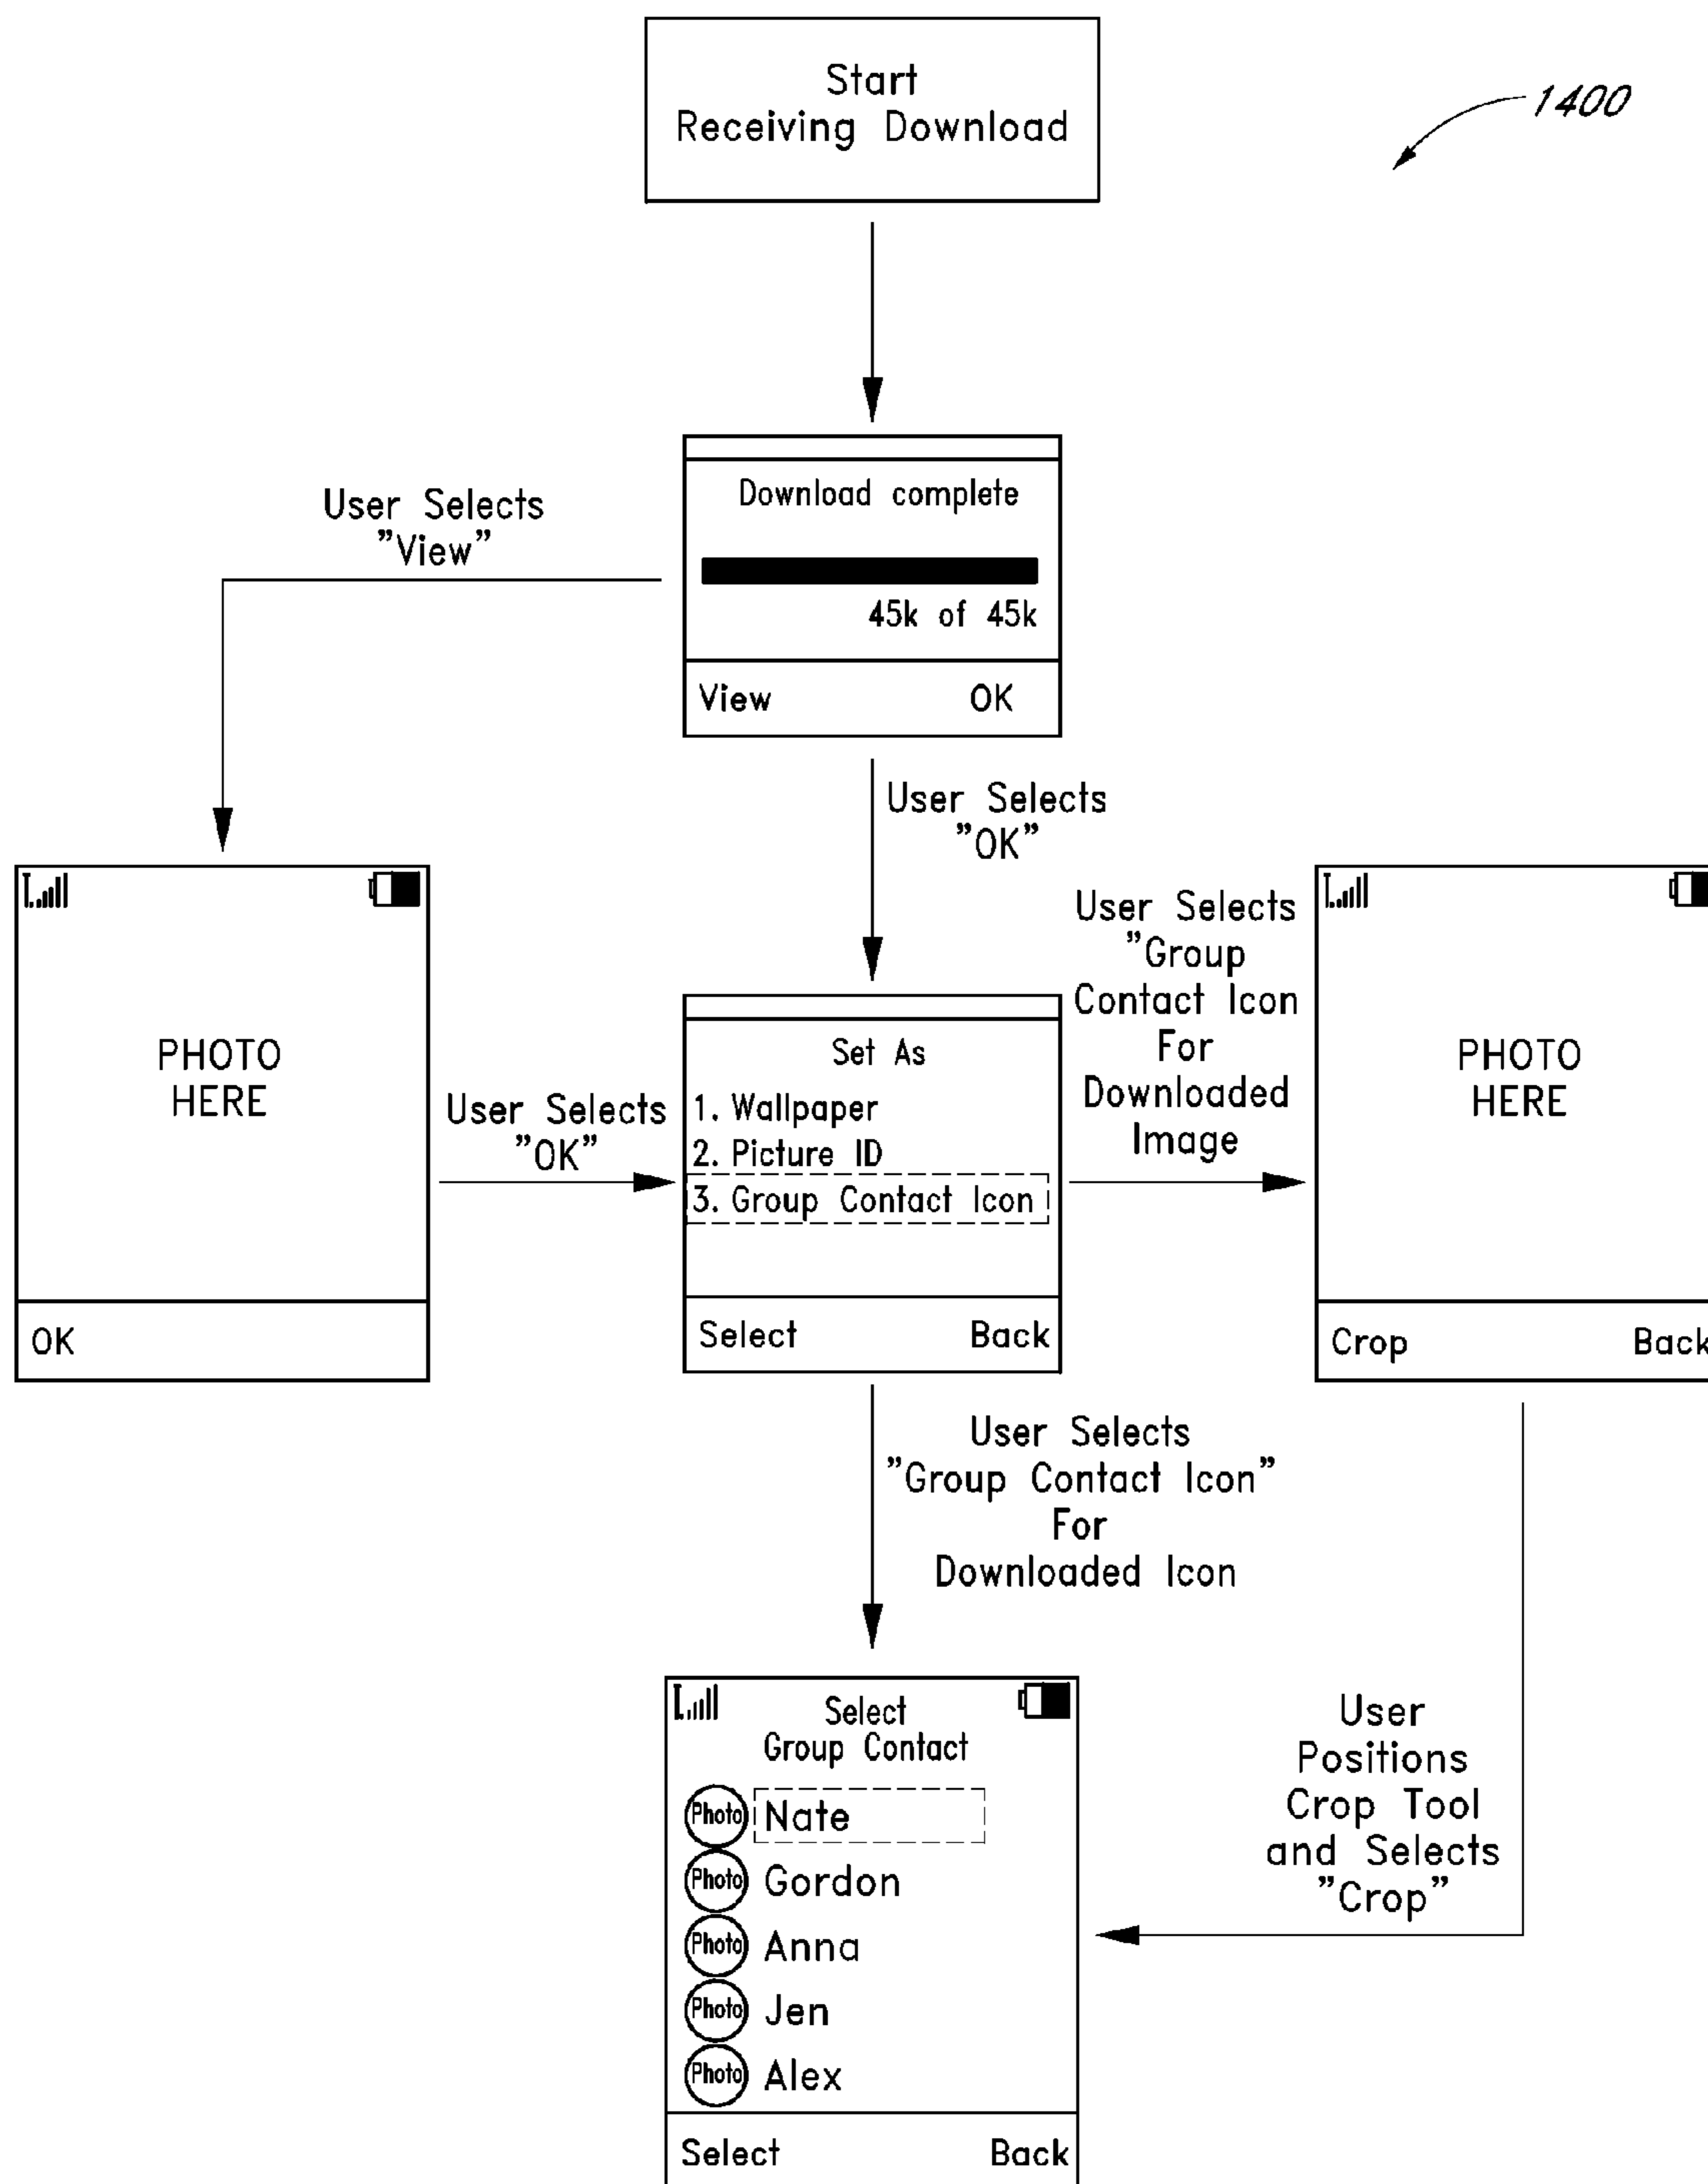 Start
Receiving Download
1400
Download complete
45k of 45k
View OK
User Selects
"View"
User Selects
"OK"
PHOTO
HERE
OK
User Selects
"OK"
Set As
1. Wallpaper
2. Picture ID
3. Group Contact Icon
Select Back
User Selects
"Group
Contact Icon
For
Downloaded
Image
PHOTO
HERE
Crop Back
User Selects
"Group Contact Icon"
For
Downloaded Icon
User
Positions
Crop Tool
and Selects
"Crop"
Select
Group Contact
Photo Nate
Photo Gordon
Photo Anna
Photo Jen
Photo Alex
Select Back